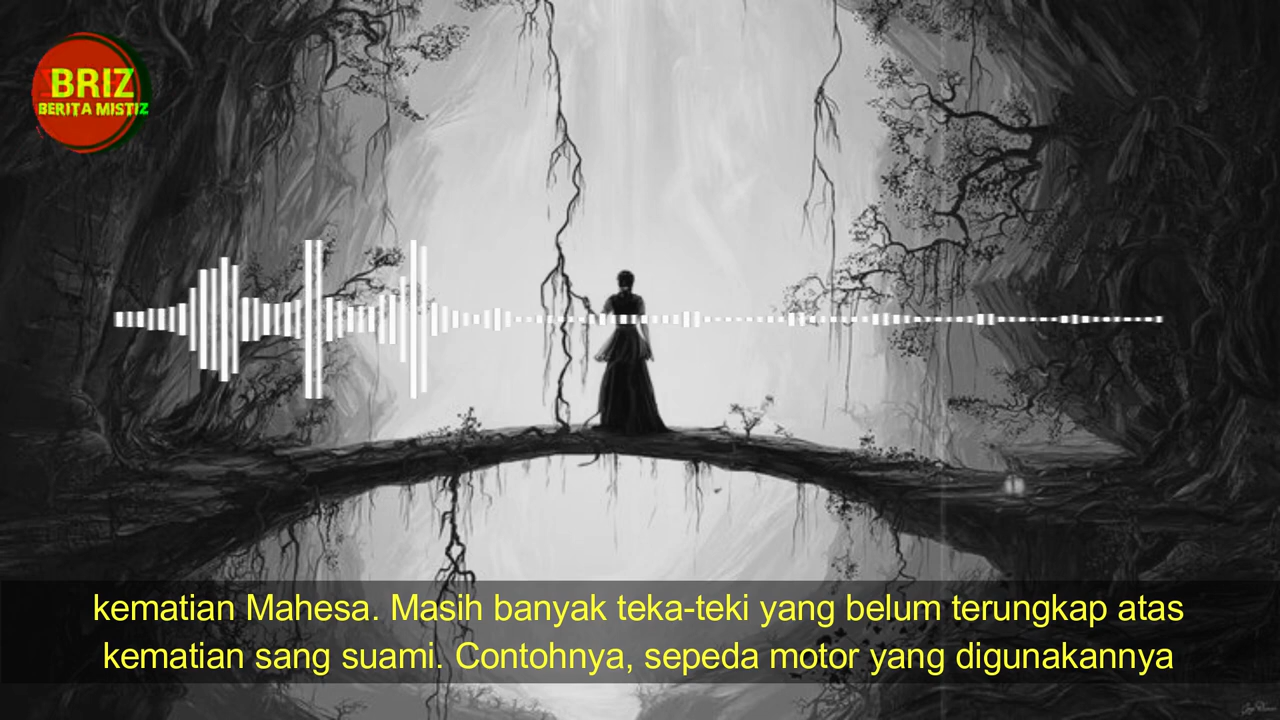 BRIZ
BERITA MISTIZ
kematian Mahesa. Masih banyak teka-teki yang belum terungkap atas
kematian sang suami. Contohnya, sepeda motor yang digunakannya